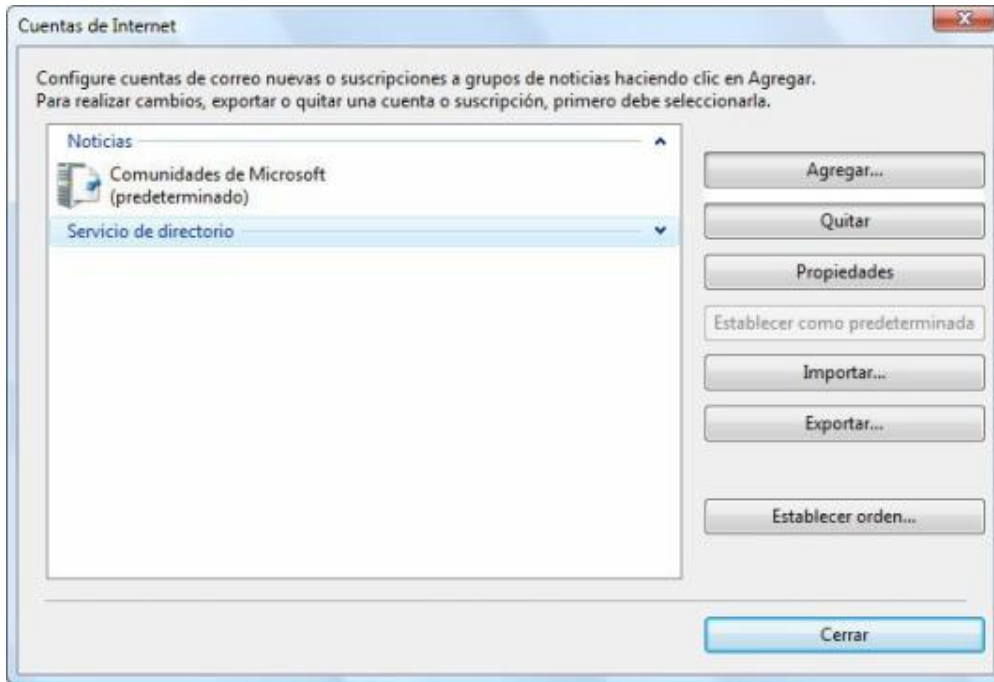 Cuentas de Internet
Configure cuentas de correo nuevas o suscripciones a grupos de noticias haciendo clic en Agregar.
Para realizar cambios, exportar o quitar una cuenta o suscripción, primero debe seleccionarla.
Noticias
Comunidades de Microsoft
(predeterminado)
Servicio de directorio
Agregar...
Quitar
Propiedades
Establecer como predeterminada
Importar...
Exportar...
Establecer orden...
Cerrar